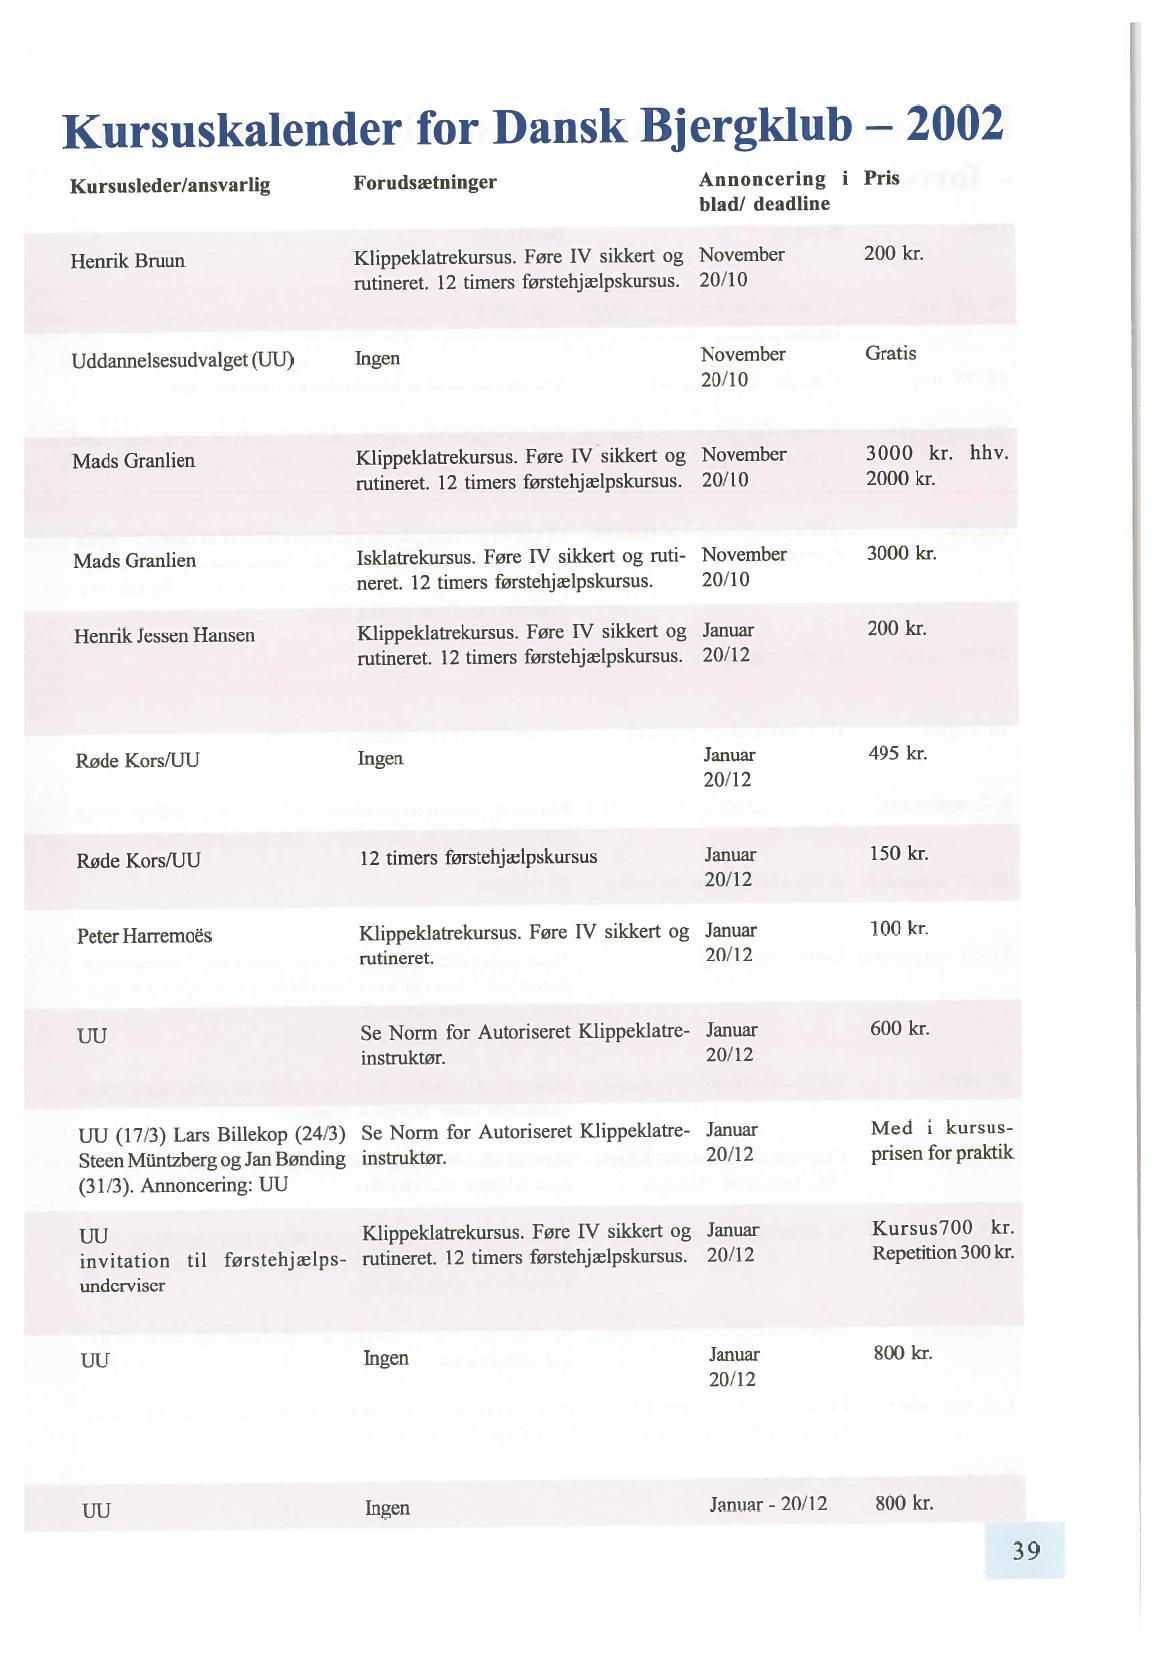 Kursuskalender for Dansk Bjergklub – 2002
Kursusleder/ansvarlig Forudsætninger Annoncering i Pris
blad/ deadline
Henrik Bruun Klippeklatrekursus. Føre IV sikkert og November 200 kr.
rutineret. 12 timers førstehjælpskursus. 20/10
Uddannelsesudvalget (UU) Ingen November Gratis
20/10
Mads Granlien Klippeklatrekursus. Føre IV sikkert og November 3000 kr. hhv.
rutineret. 12 timers førstehjælpskursus. 20/10 2000 kr.
Mads Granlien Isklatrekursus. Føre IV sikkert og ruti- November 3000 kr.
neret. 12 timers førstehjælpskursus. 20/10
Henrik Jessen Hansen Klippeklatrekursus. Føre IV sikkert og Januar 200 kr.
rutineret. 12 timers førstehjælpskursus. 20/12
Røde Kors/UU Ingen Januar 495 kr.
20/12
Røde Kors/UU 12 timers førstehjælpskursus Januar 150 kr.
20/12
Peter Harremoës Klippeklatrekursus. Føre IV sikkert og Januar 100 kr.
rutineret. 20/12
UU Se Norm for Autoriseret Klippeklatre- Januar 600 kr.
instruktør. 20/12
UU (17/3) Lars Billekop (24/3) Se Norm for Autoriseret Klippeklatre- Januar Med i kursus-
Steen Müntzberg og Jan Bønding instruktør. 20/12 prisen for praktik
(31/3). Annoncering: UU
UU Klippeklatrekursus. Føre IV sikkert og Januar Kursus700 kr.
invitation til førstehjælps- rutineret. 12 timers førstehjælpskursus. 20/12 Repetition 300 kr.
underviser
UU Ingen Januar 800 kr.
20/12
UU Ingen Januar - 20/12 800 kr.
39